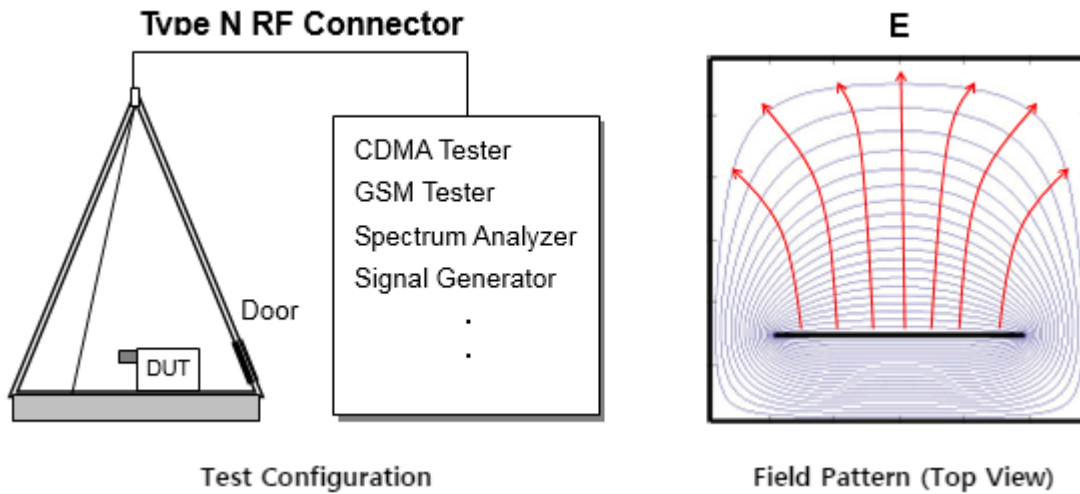 Type N RF Connector
CDMA Tester
GSM Tester
Spectrum Analyzer
Signal Generator
.
.
Door
DUT
Test Configuration
E
Field Pattern (Top View)